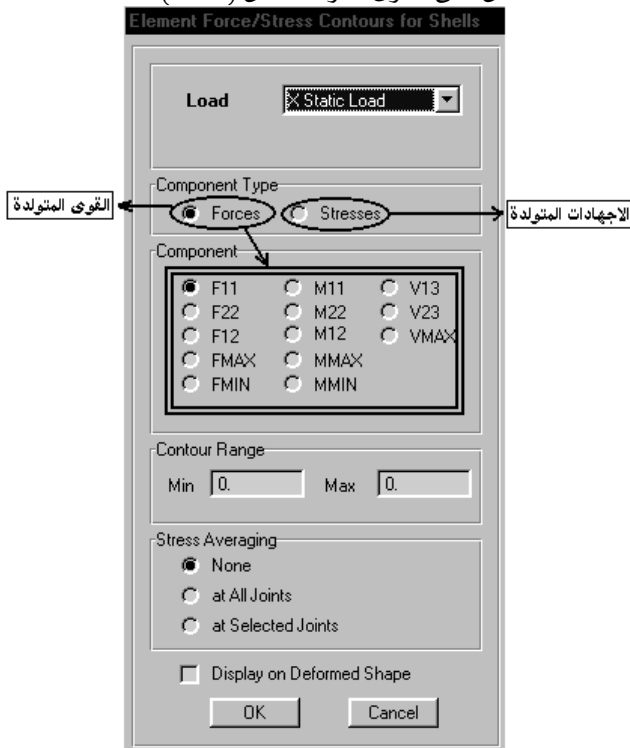 Element Force/Stress Contours for Shells
Load X Static Load
Component Type
القوى المتولدة
Forces Stresses
الاجهادات المتولدة
Component
F11 M11 V13
F22 M22 V23
F12 M12 VMAX
FMAX MMAX
FMIN MMIN
Contour Range
Min 0. Max 0.
Stress Averaging
None
at All Joints
at Selected Joints
Display on Deformed Shape
OK Cancel